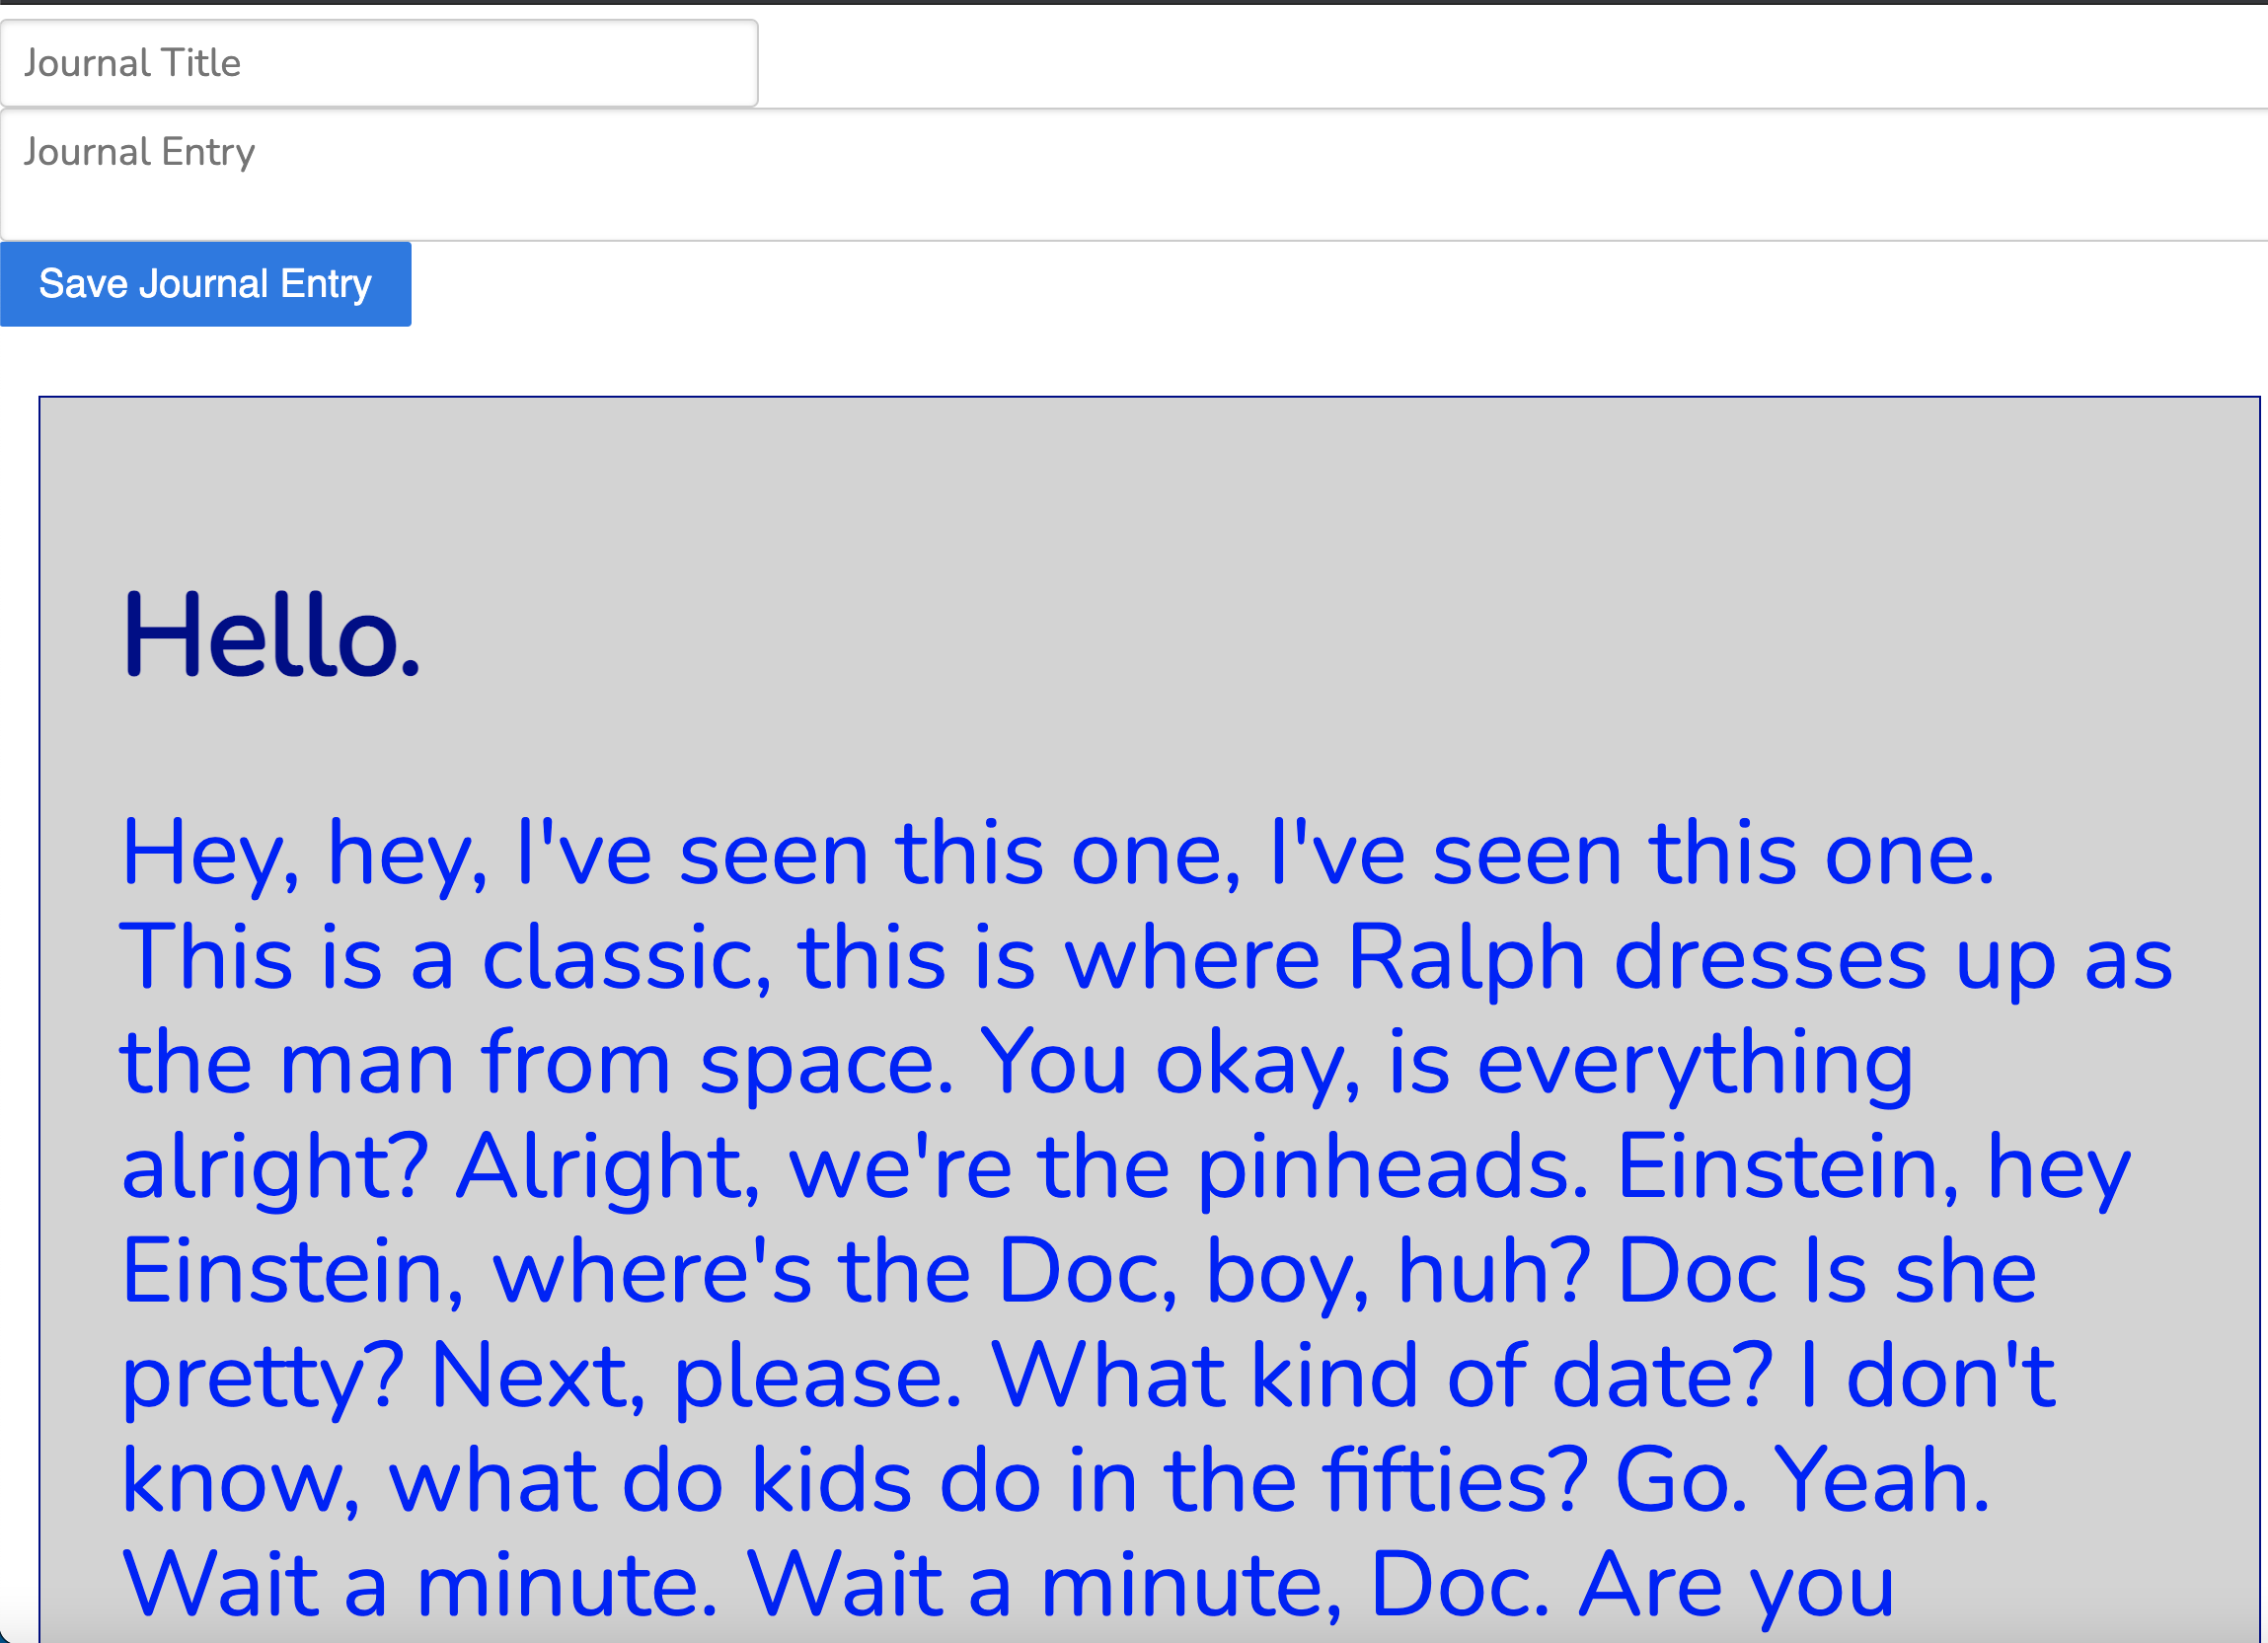 Journal Title
Journal Entry
Save Journal Entry
Hello.
Hey, hey, I've seen this one, I've seen this one.
This is a classic, this is where Ralph dresses up as
the man from space. You okay, is everything
alright? Alright, we're the pinheads. Einstein, hey
Einstein, where's the Doc, boy, huh? Doc Is she
pretty? Next, please. What kind of date? I don't
know, what do kids do in the fifties? Go. Yeah.
Wait a minute. Wait a minute, Doc. Are you